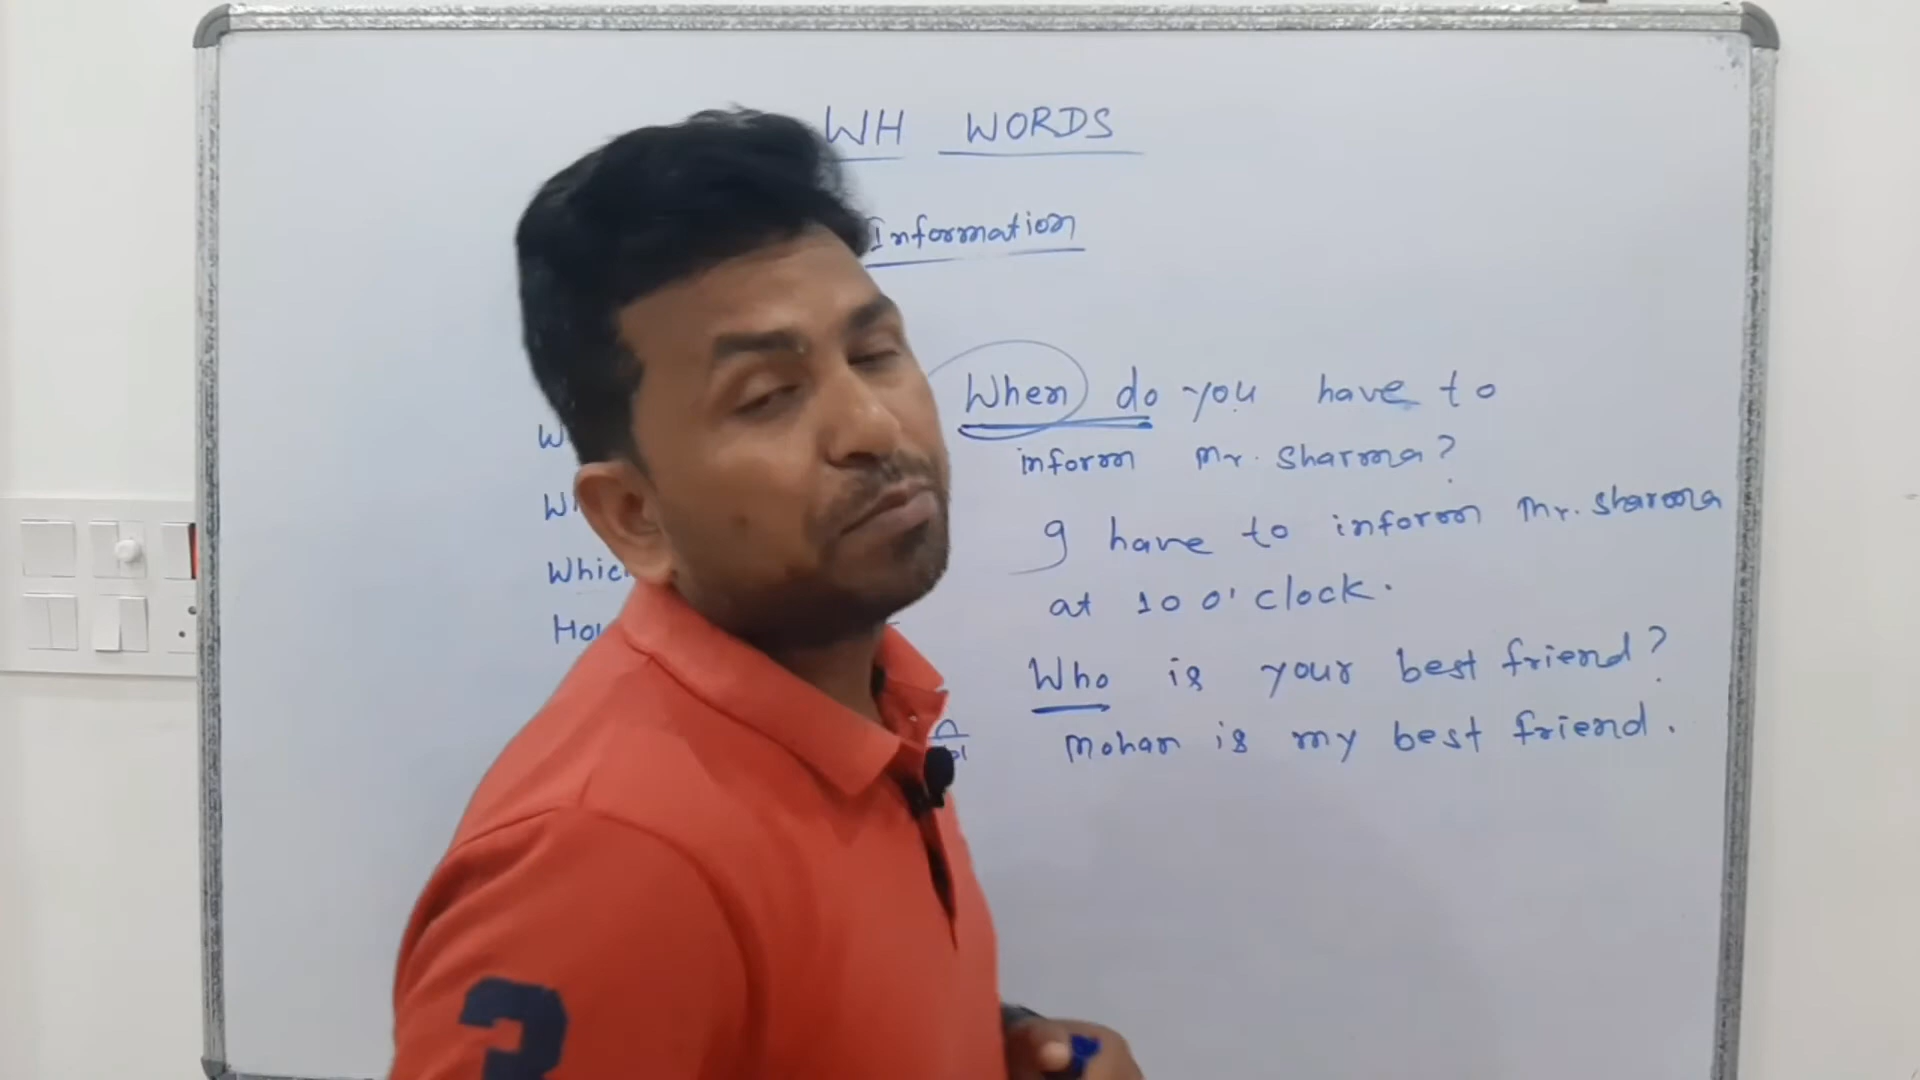 WH WORDS
Information
When do you have to
inform Mr. Sharma?
I have to inform Mr. Sharma
at 10 o'clock.
Who is your best friend?
Mohan is my best friend.
3